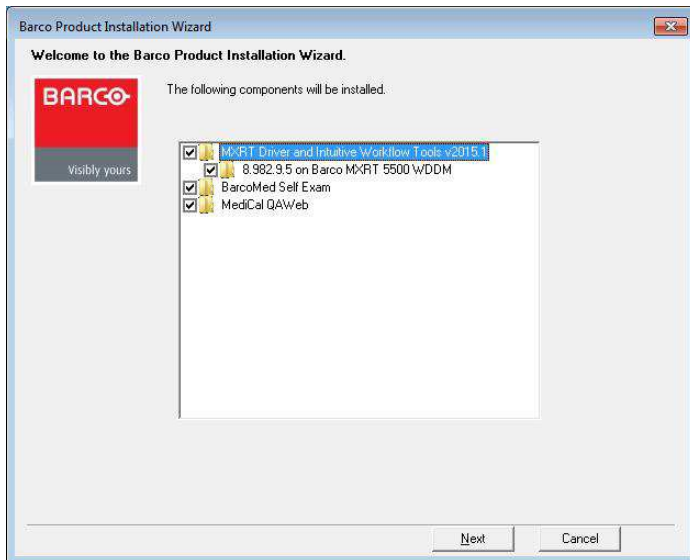 Barco Product Installation Wizard
Welcome to the Barco Product Installation Wizard.
BARCO
Visibly yours
The following components will be installed.
MXRT Driver and Intuitive Workflow Tools v2015.1
8.982.9.5 on Barco MXRT 5500 WDDM
BarcoMed Self Exam
MediCal QAWeb
Next
Cancel